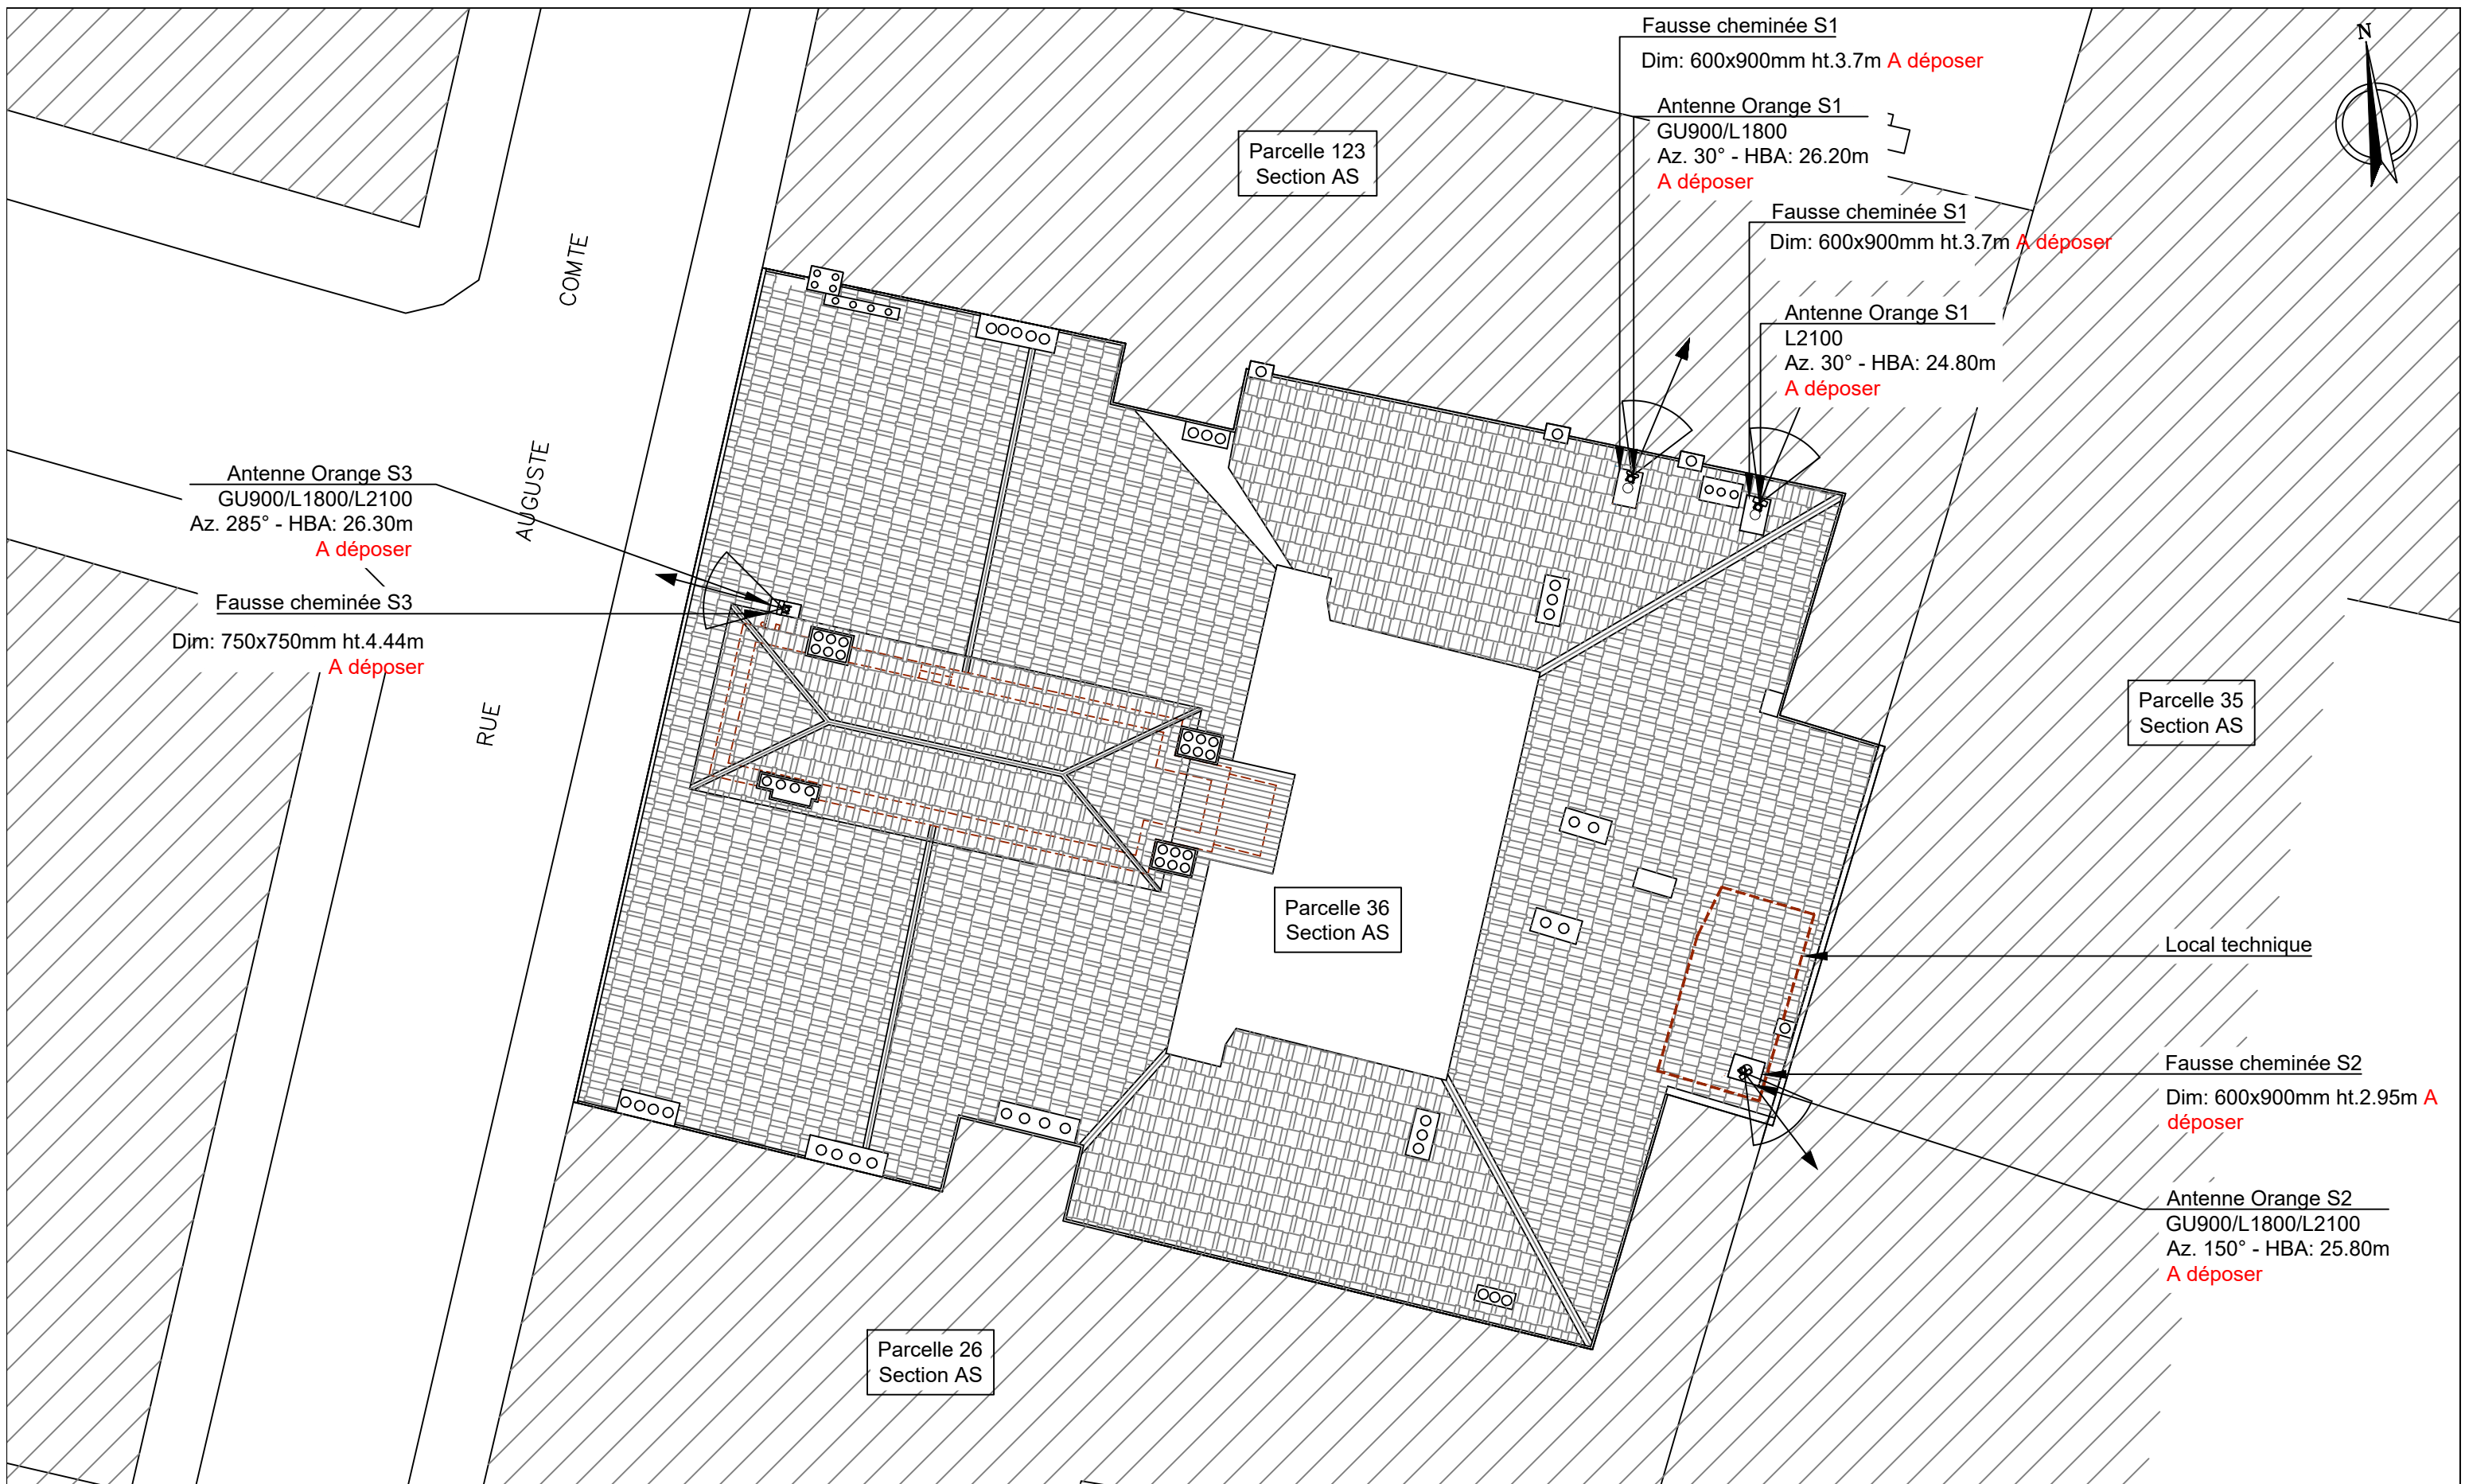 Fausse cheminée S1
Dim: 600x900mm ht.3.7m A déposer
N
Antenne Orange S1
GU900/L1800
Az. 30° - HBA: 26.20m
A déposer
Parcelle 123
Section AS
Fausse cheminée S1
Dim: 600x900mm ht.3.7m A déposer
Antenne Orange S1
L2100
Az. 30° - HBA: 24.80m
A déposer
RUE AUGUSTE COMTE
Antenne Orange S3
GU900/L1800/L2100
Az. 285° - HBA: 26.30m
A déposer
Fausse cheminée S3
Dim: 750x750mm ht.4.44m
A déposer
Parcelle 35
Section AS
Parcelle 36
Section AS
Local technique
Fausse cheminée S2
Dim: 600x900mm ht.2.95m A
déposer
Antenne Orange S2
GU900/L1800/L2100
Az. 150° - HBA: 25.80m
A déposer
Parcelle 26
Section AS